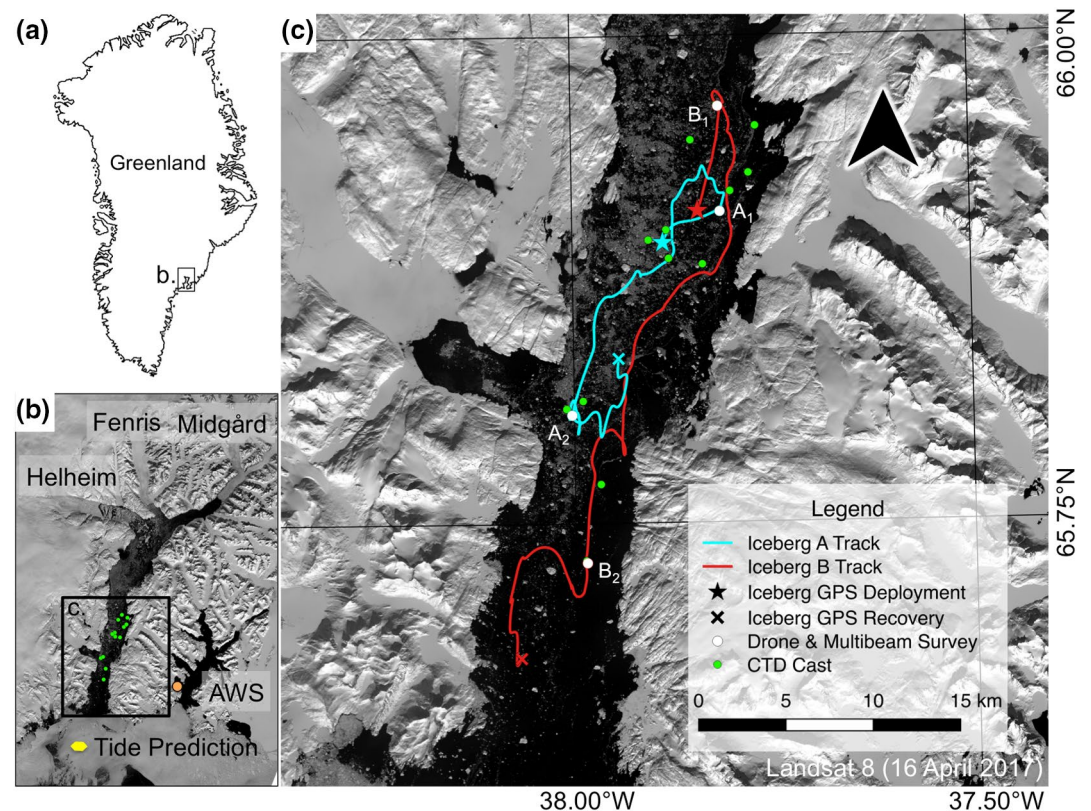 (a)
Greenland
b.
(b)
Fenris Midgård
Helheim
c.
AWS
Tide Prediction
(c)
B1
A1
A2
B2
66.00°N
65.75°N
Legend
Iceberg A Track
Iceberg B Track
Iceberg GPS Deployment
Iceberg GPS Recovery
Drone & Multibeam Survey
CTD Cast
0 5 10 15 km
Landsat 8 (16 April 2017)
38.00°W 37.50°W